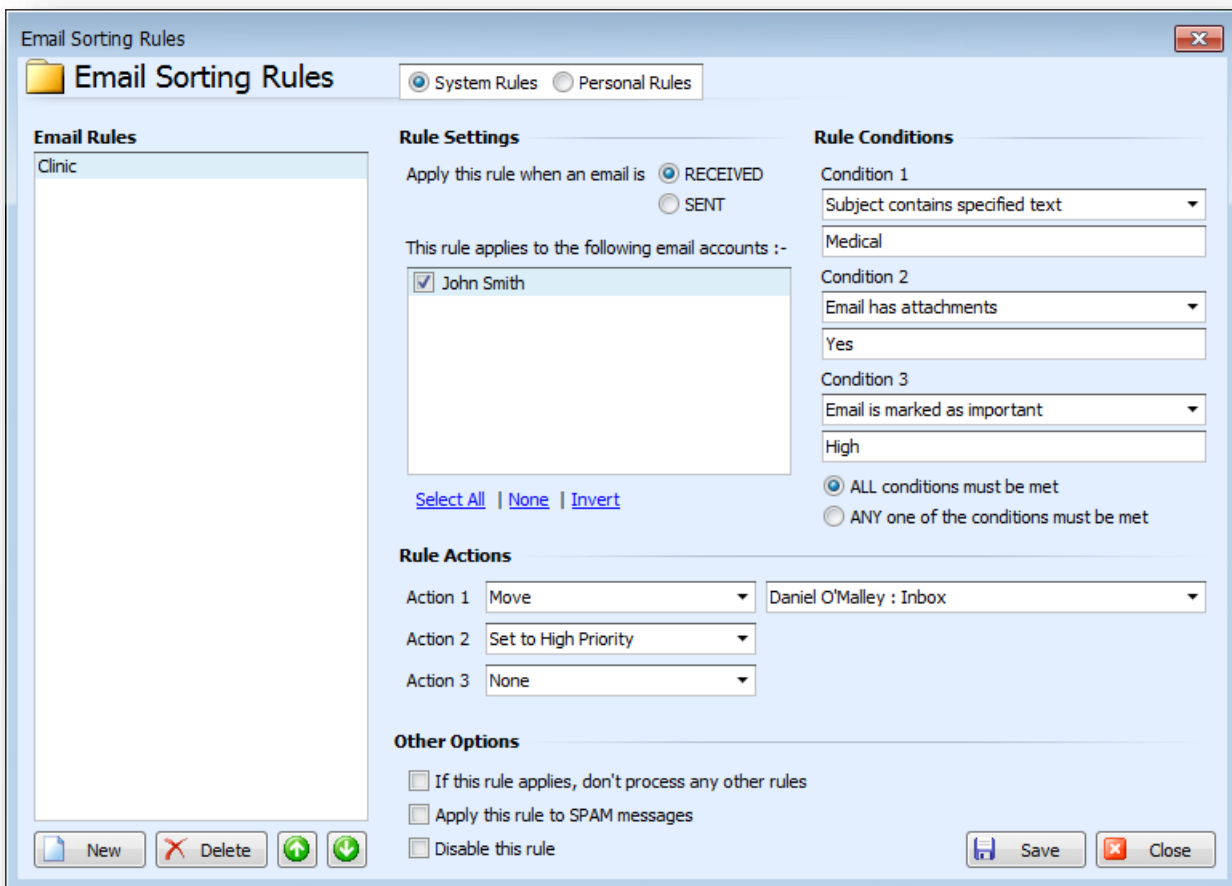 Email Sorting Rules
Email Sorting Rules
System Rules
Personal Rules
Email Rules
Clinic
New
Delete
Rule Settings
Apply this rule when an email is
RECEIVED
SENT
This rule applies to the following email accounts :-
John Smith
Select All | None | Invert
Rule Conditions
Condition 1
Subject contains specified text
Medical
Condition 2
Email has attachments
Yes
Condition 3
Email is marked as important
High
ALL conditions must be met
ANY one of the conditions must be met
Rule Actions
Action 1 Move Daniel O'Malley : Inbox
Action 2 Set to High Priority
Action 3 None
Other Options
If this rule applies, don't process any other rules
Apply this rule to SPAM messages
Disable this rule
Save
Close